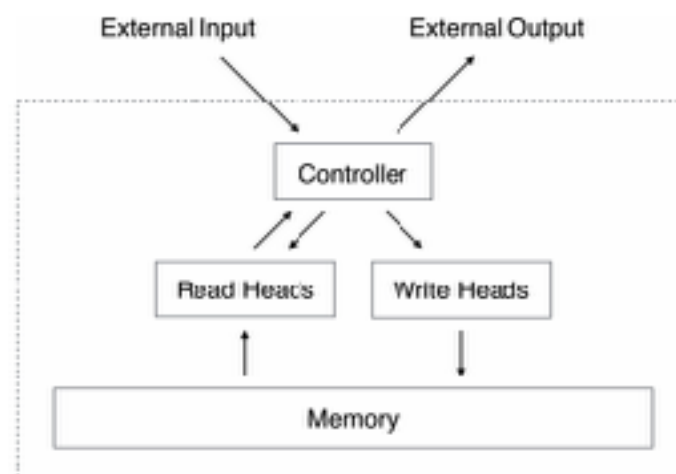 External Input
External Output
Controller
Read Heads
Write Heads
Memory